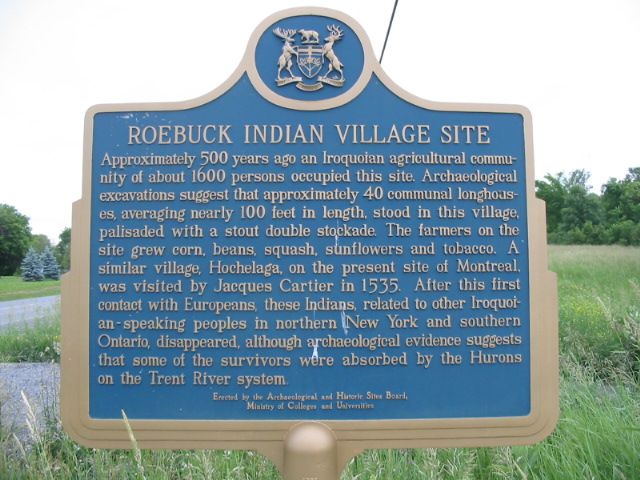 ROEBUCK INDIAN VILLAGE SITE
Approximately 500 years ago an Iroquoian agricultural commu-
nity of about 1600 persons occupied this site. Archaeological
excavations suggest that approximately 40 communal longhous-
es, averaging nearly 100 feet in length, stood in this village,
palisaded with a stout double stockade. The farmers on the
site grew corn, beans, squash, sunflowers and tobacco. A
similar village, Hochelaga, on the present site of Montreal,
was visited by Jacques Cartier in 1535. After this first
contact with Europeans, these Indians, related to other Iroquoi-
an-speaking peoples in northern New York and southern
Ontario, disappeared, although archaeological evidence suggests
that some of the survivors were absorbed by the Hurons
on the Trent River system.
Erected by the Archaeological and Historic Sites Board,
Ministry of Colleges and Universities